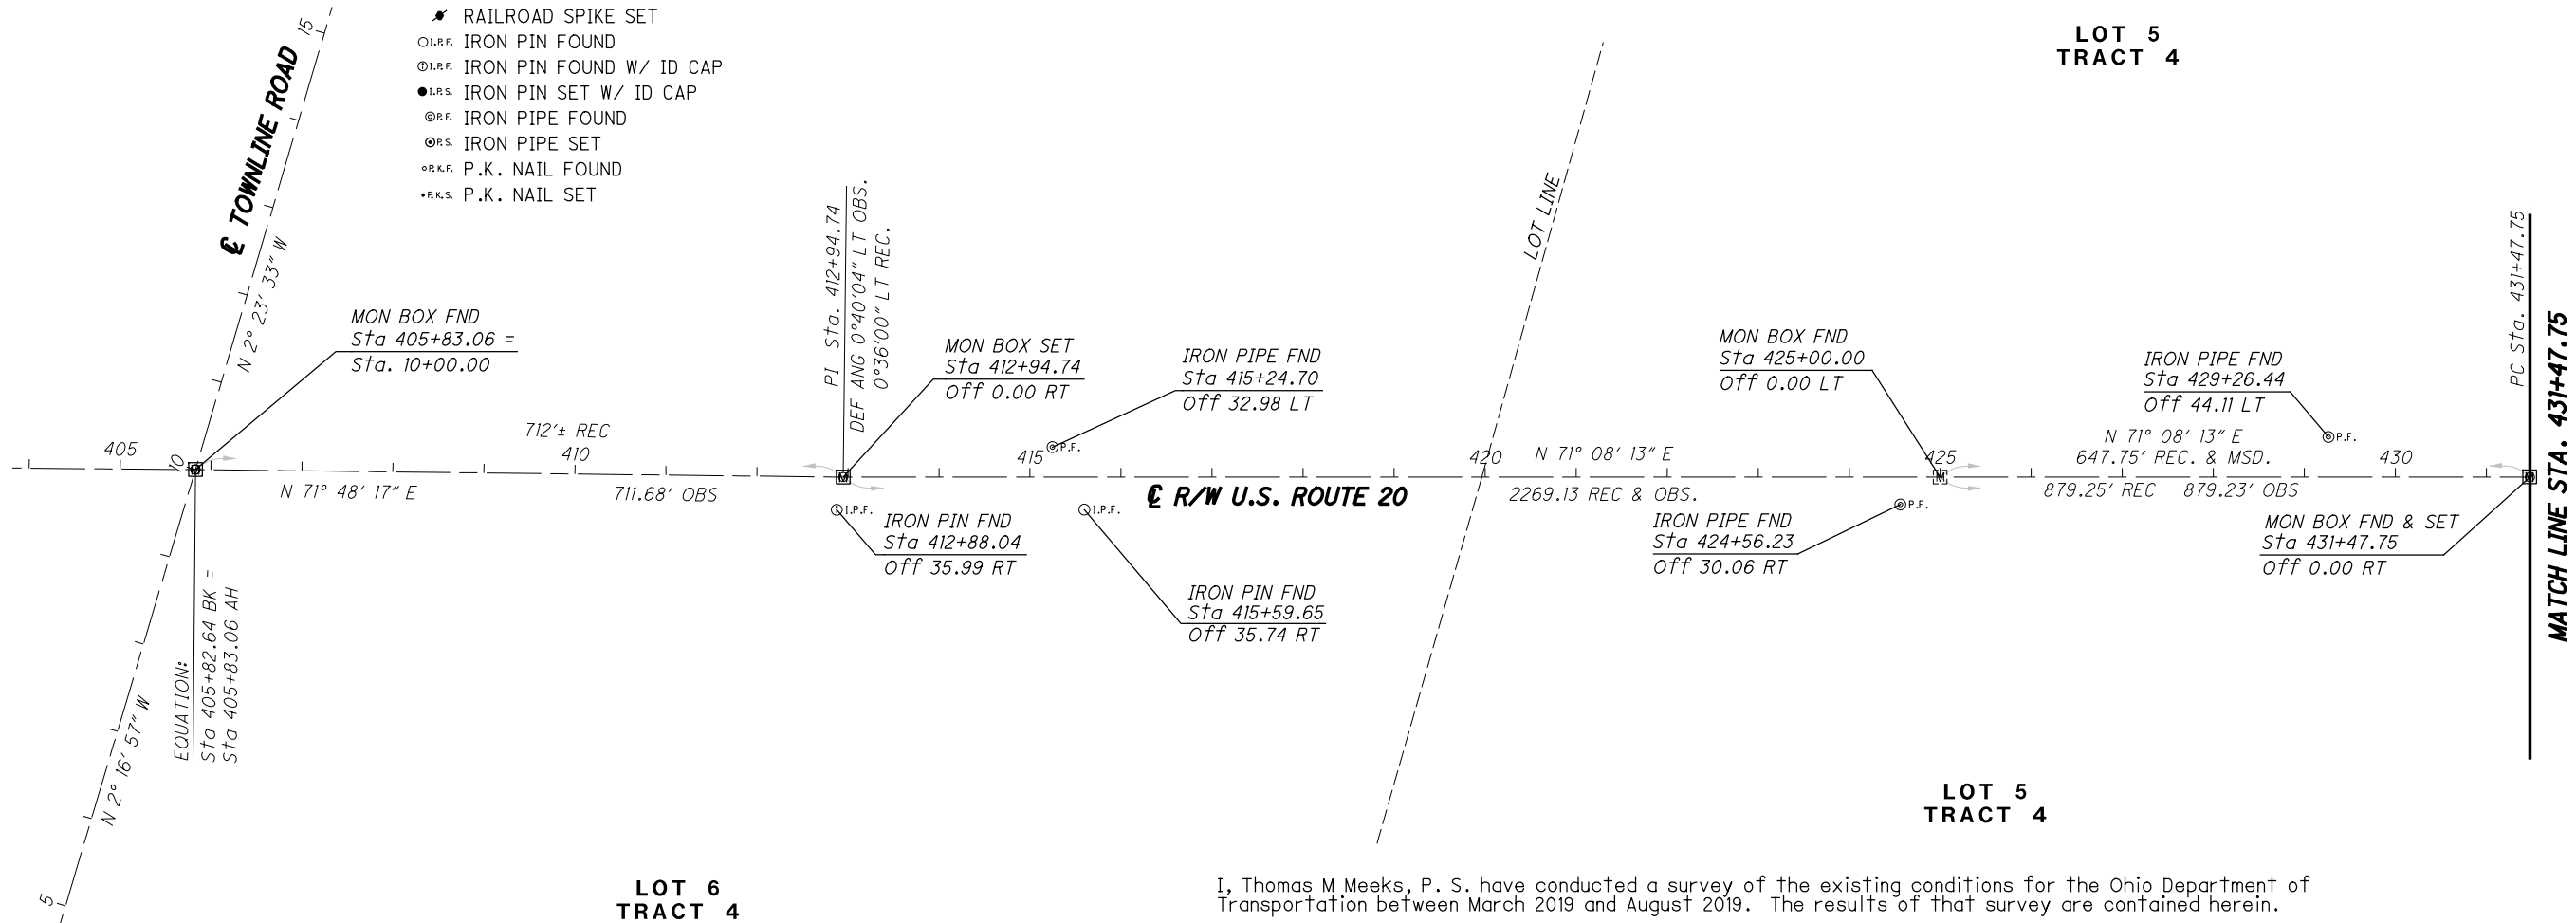 RAILROAD SPIKE SET
I.P.F. IRON PIN FOUND
I.P.F. IRON PIN FOUND W/ ID CAP
I.P.S. IRON PIN SET W/ ID CAP
P.F. IRON PIPE FOUND
P.S. IRON PIPE SET
P.K.F. P.K. NAIL FOUND
P.K.S. P.K. NAIL SET
LOT 5
TRACT 4
15
℄ TOWNLINE ROAD
N 2° 23' 33" W
MON BOX FND
Sta 405+83.06 =
Sta. 10+00.00
PI Sta. 412+94.74
DEF ANG 0°40'04" LT OBS.
0°36'00" LT REC.
MON BOX SET
Sta 412+94.74
Off 0.00 RT
IRON PIPE FND
Sta 415+24.70
Off 32.98 LT
LOT LINE
MON BOX FND
Sta 425+00.00
Off 0.00 LT
IRON PIPE FND
Sta 429+26.44
Off 44.11 LT
PC Sta. 431+47.75
MATCH LINE STA. 431+47.75
405
10
712'± REC
410
415
P.F.
420
N 71° 08' 13" E
425
N 71° 08' 13" E
647.75' REC. & MSD.
P.F.
430
M
M
M
M
N 71° 48' 17" E
711.68' OBS
℄ R/W U.S. ROUTE 20
2269.13 REC & OBS.
879.25' REC 879.23' OBS
I.P.F.
IRON PIN FND
Sta 412+88.04
Off 35.99 RT
I.P.F.
IRON PIN FND
Sta 415+59.65
Off 35.74 RT
IRON PIPE FND
Sta 424+56.23
Off 30.06 RT
P.F.
MON BOX FND & SET
Sta 431+47.75
Off 0.00 RT
EQUATION:
Sta 405+82.64 BK =
Sta 405+83.06 AH
N 2° 16' 57" W
5
LOT 5
TRACT 4
LOT 6
TRACT 4
I, Thomas M Meeks, P. S. have conducted a survey of the existing conditions for the Ohio Department of
Transportation between March 2019 and August 2019. The results of that survey are contained herein.